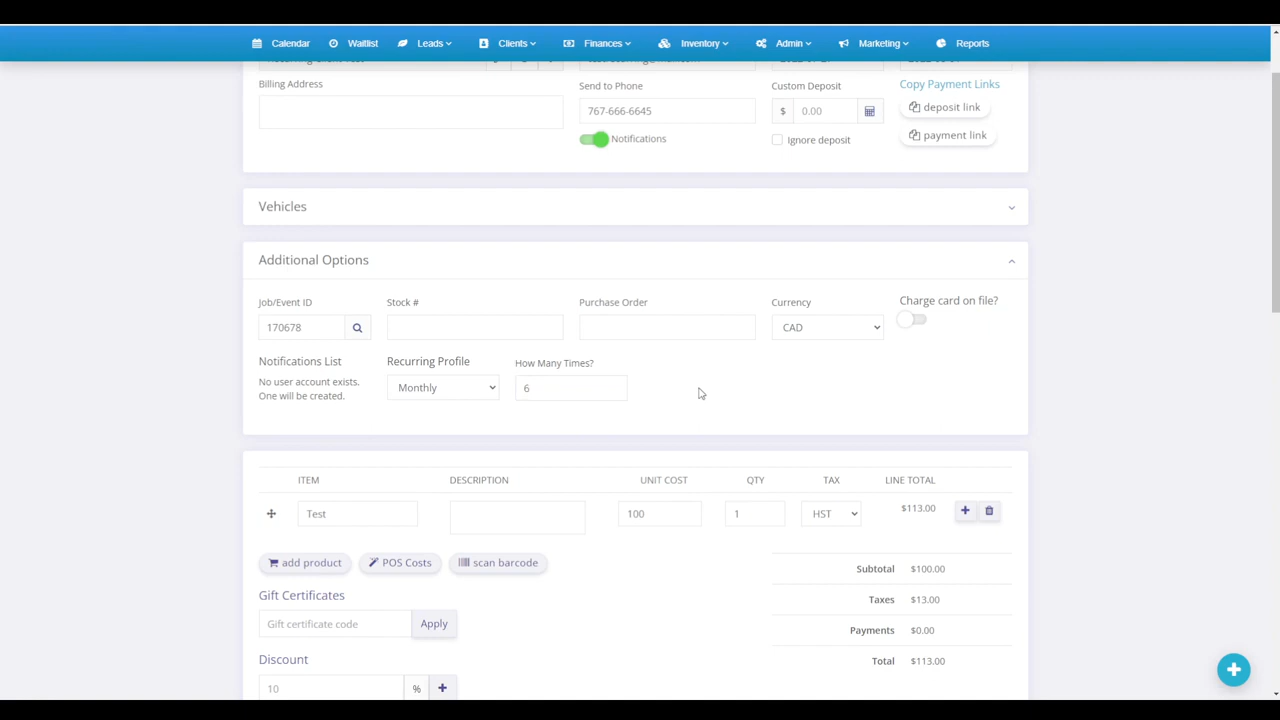 Calendar Waitlist Leads Clients Finances Inventory Admin Marketing Reports
Billing Address
Send to Phone
767-666-6645
Notifications
Custom Deposit
$ 0.00
Ignore deposit
Copy Payment Links
deposit link
payment link
Vehicles
Additional Options
Job/Event ID Stock # Purchase Order Currency Charge card on file?
170678 CAD
Notifications List Recurring Profile How Many Times?
No user account exists.
One will be created.
Monthly 6
ITEM DESCRIPTION UNIT COST QTY TAX LINE TOTAL
Test 100 1 HST $113.00
add product POS Costs scan barcode
Subtotal $100.00
Gift Certificates
Taxes $13.00
Gift certificate code Apply
Payments $0.00
Discount
Total $113.00
10 %